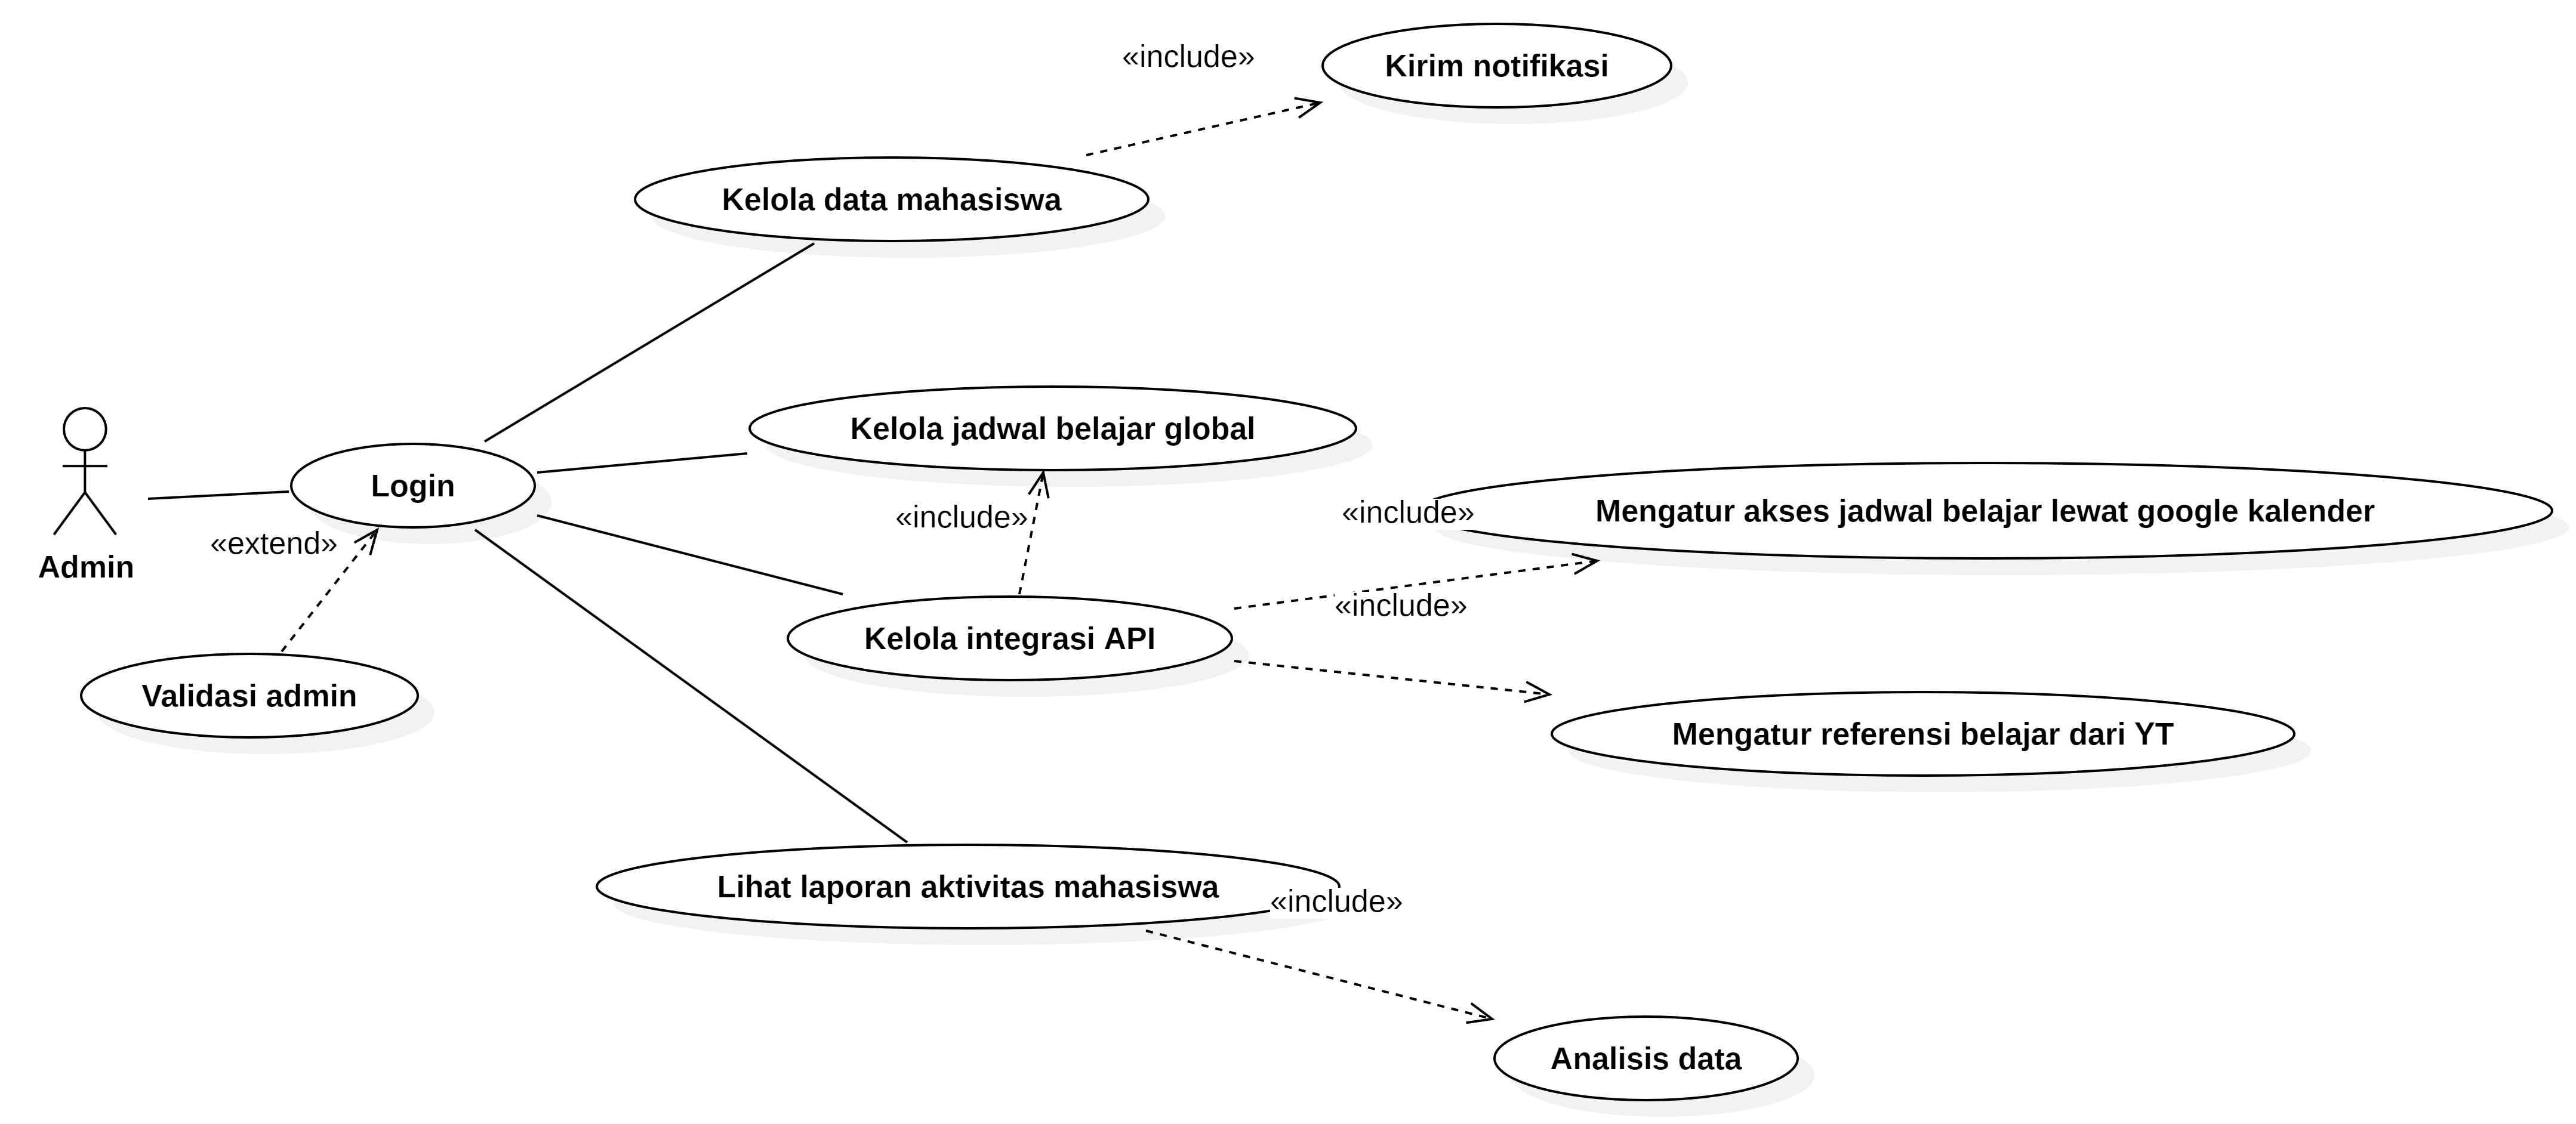 «include»
Kirim notifikasi
Kelola data mahasiswa
Kelola jadwal belajar global
Login
«include»
«include»
Mengatur akses jadwal belajar lewat google kalender
«extend»
Admin
«include»
Kelola integrasi API
Validasi admin
Mengatur referensi belajar dari YT
Lihat laporan aktivitas mahasiswa
«include»
Analisis data